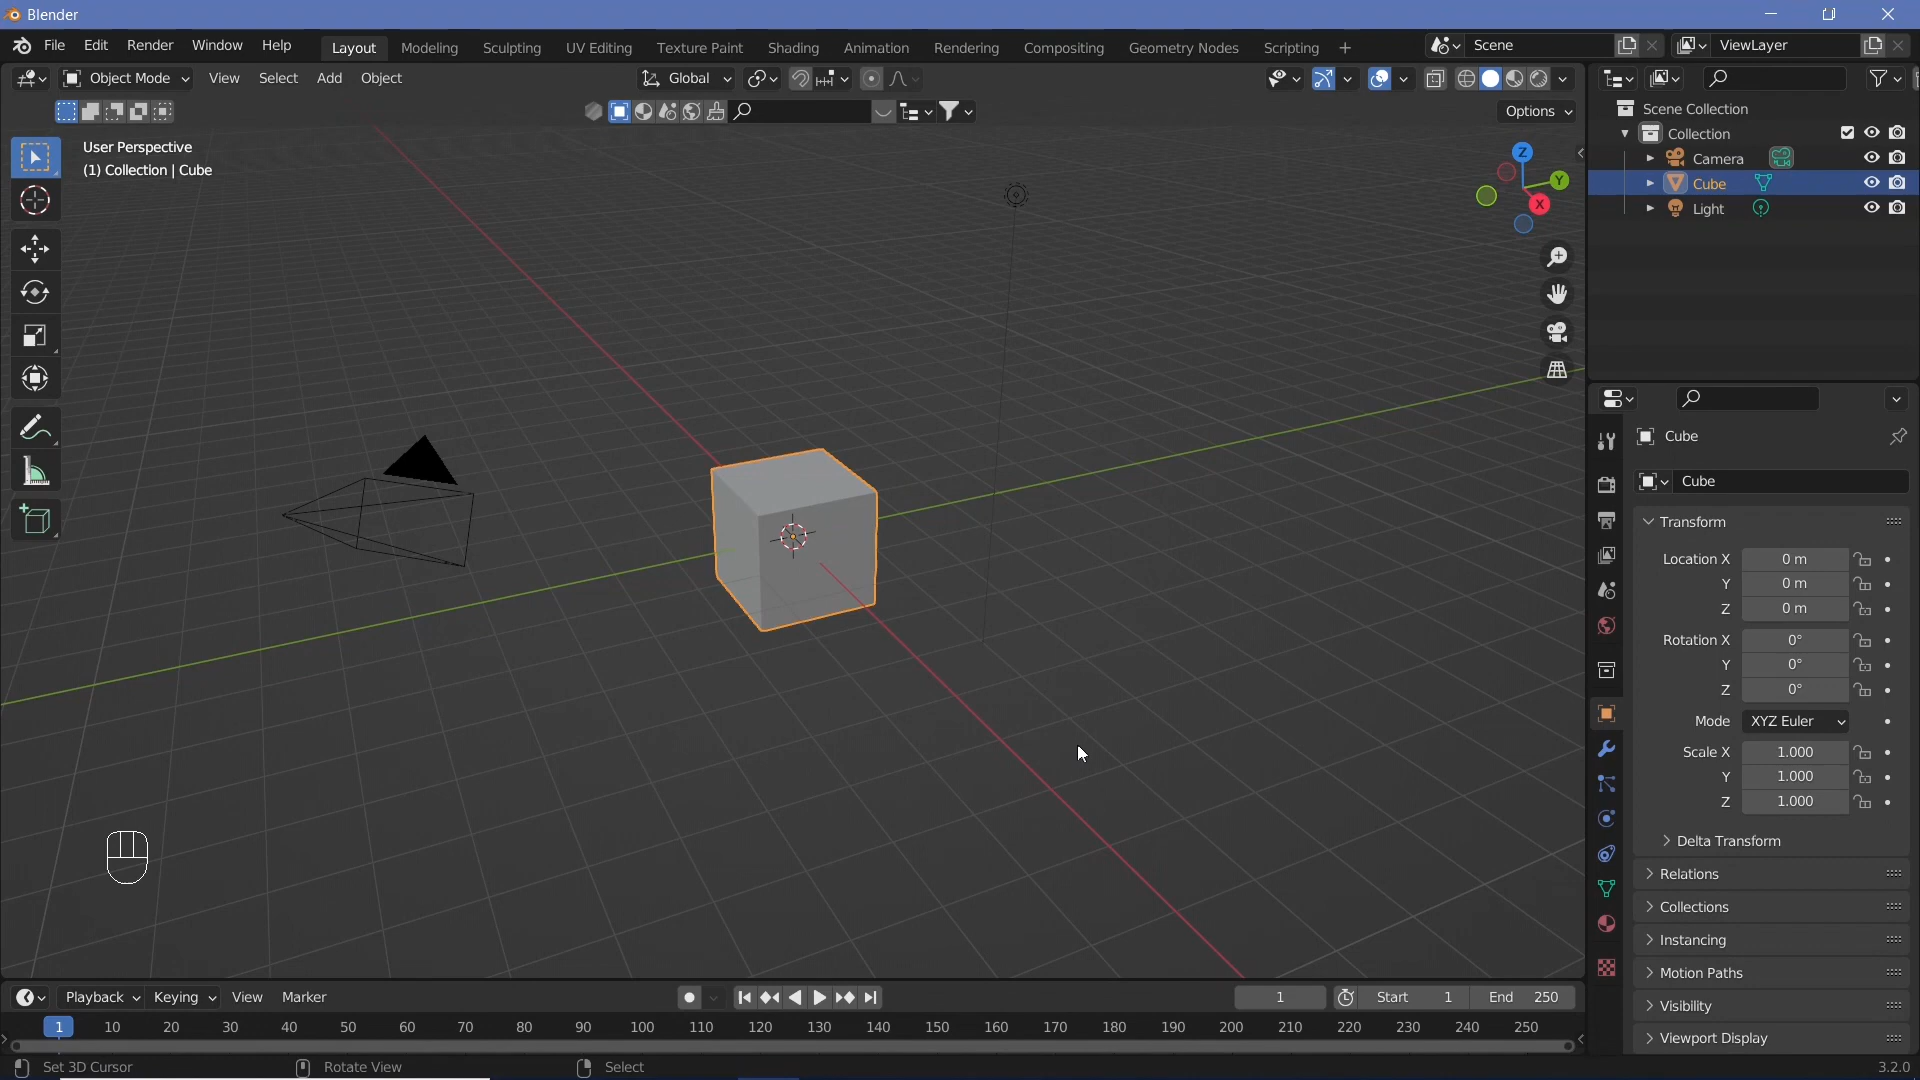 Blender
File Edit Render Window Help Layout Modeling Sculpting UV Editing Texture Paint Shading Animation Rendering Compositing Geometry Nodes Scripting + Scene ViewLayer
Object Mode View Select Add Object Global
Options
User Perspective
(1) Collection | Cube
Z
Y
X
Scene Collection
Collection
Camera
Cube
Light
Cube
Cube
Transform
Location X 0 m
Y 0 m
Z 0 m
Rotation X 0°
Y 0°
Z 0°
Mode XYZ Euler
Scale X 1.000
Y 1.000
Z 1.000
Delta Transform
Relations
Collections
Instancing
Motion Paths
Visibility
Viewport Display
Playback Keying View Marker 1 Start 1 End 250
1 10 20 30 40 50 60 70 80 90 100 110 120 130 140 150 160 170 180 190 200 210 220 230 240 250
Set 3D Cursor Rotate View Select 3.2.0